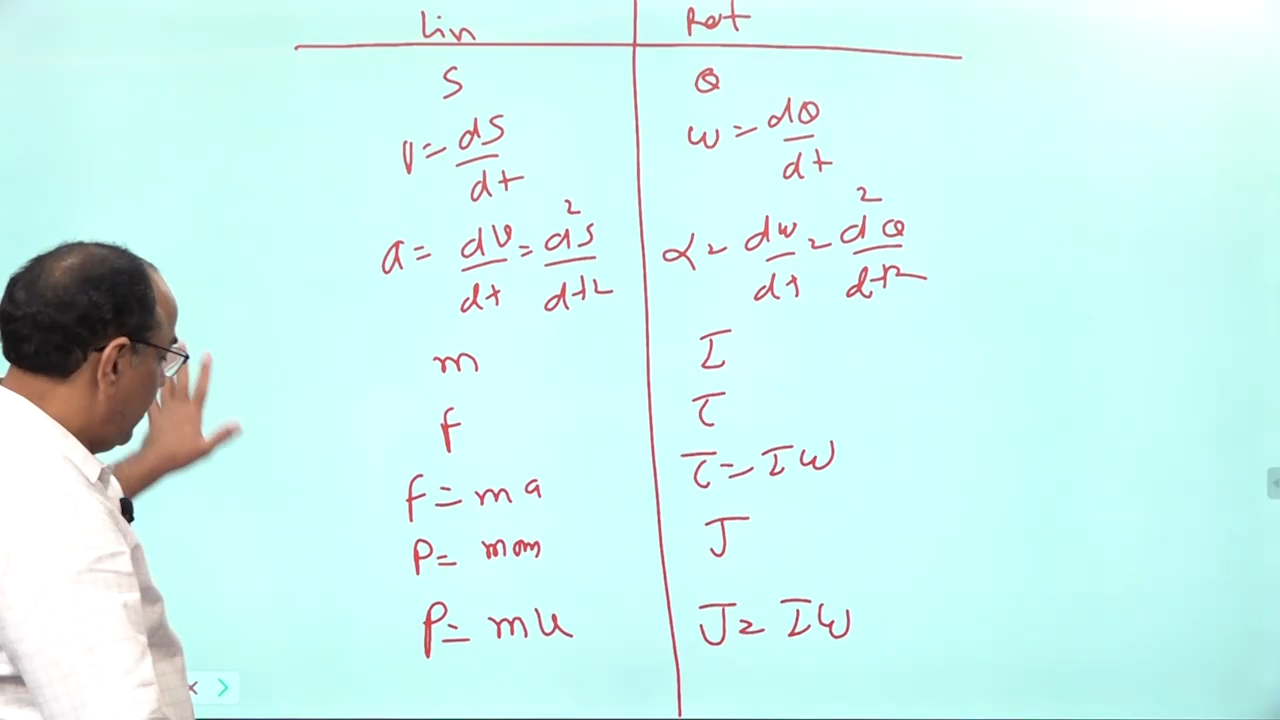 Lin Rot
S θ
v = dS/dt ω = dθ/dt
a = dv/dt = d²s/dt² α = dω/dt = d²θ/dt²
m I
f τ
f = ma τ = Iω
P = mom J
P = mv J = Iω